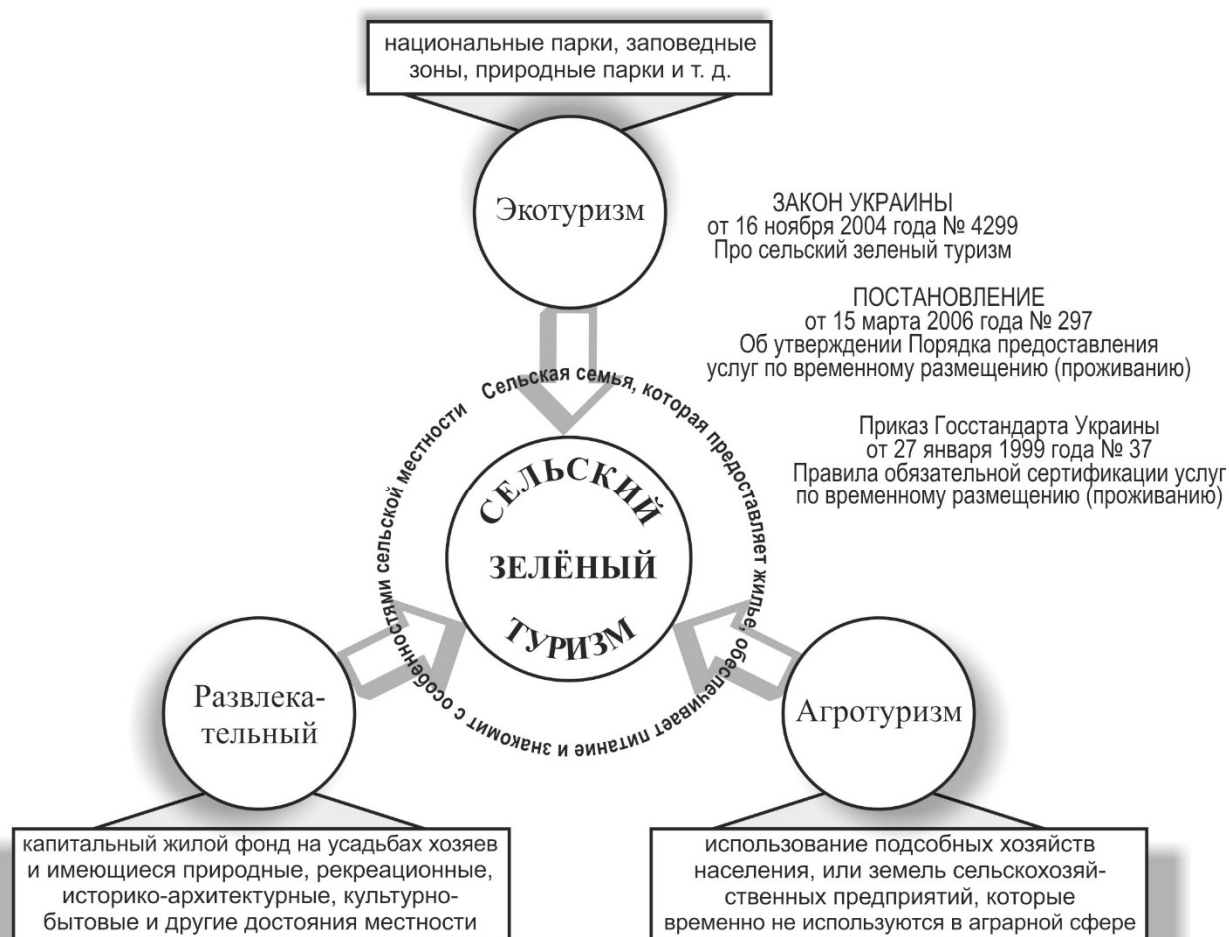 национальные парки, заповедные
зоны, природные парки и т. д.
Экотуризм
ЗАКОН УКРАИНЫ
от 16 ноября 2004 года № 4299
Про сельский зеленый туризм
ПОСТАНОВЛЕНИЕ
от 15 марта 2006 года № 297
Об утверждении Порядка предоставления
услуг по временному размещению (проживанию)
Приказ Госстандарта Украины
от 27 января 1999 года № 37
Правила обязательной сертификации услуг
по временному размещению (проживанию)
Сельская семья, которая предоставляет жилье, обеспечивает питание и знакомит с особенностями сельской местности
СЕЛЬСКИЙ
ЗЕЛЁНЫЙ
ТУРИЗМ
Развлека-
тельный
Агротуризм
капитальный жилой фонд на усадьбах хозяев
и имеющиеся природные, рекреационные,
историко-архитектурные, культурно-
бытовые и другие достояния местности
использование подсобных хозяйств
населения, или земель сельскохозяй-
ственных предприятий, которые
временно не используются в аграрной сфере